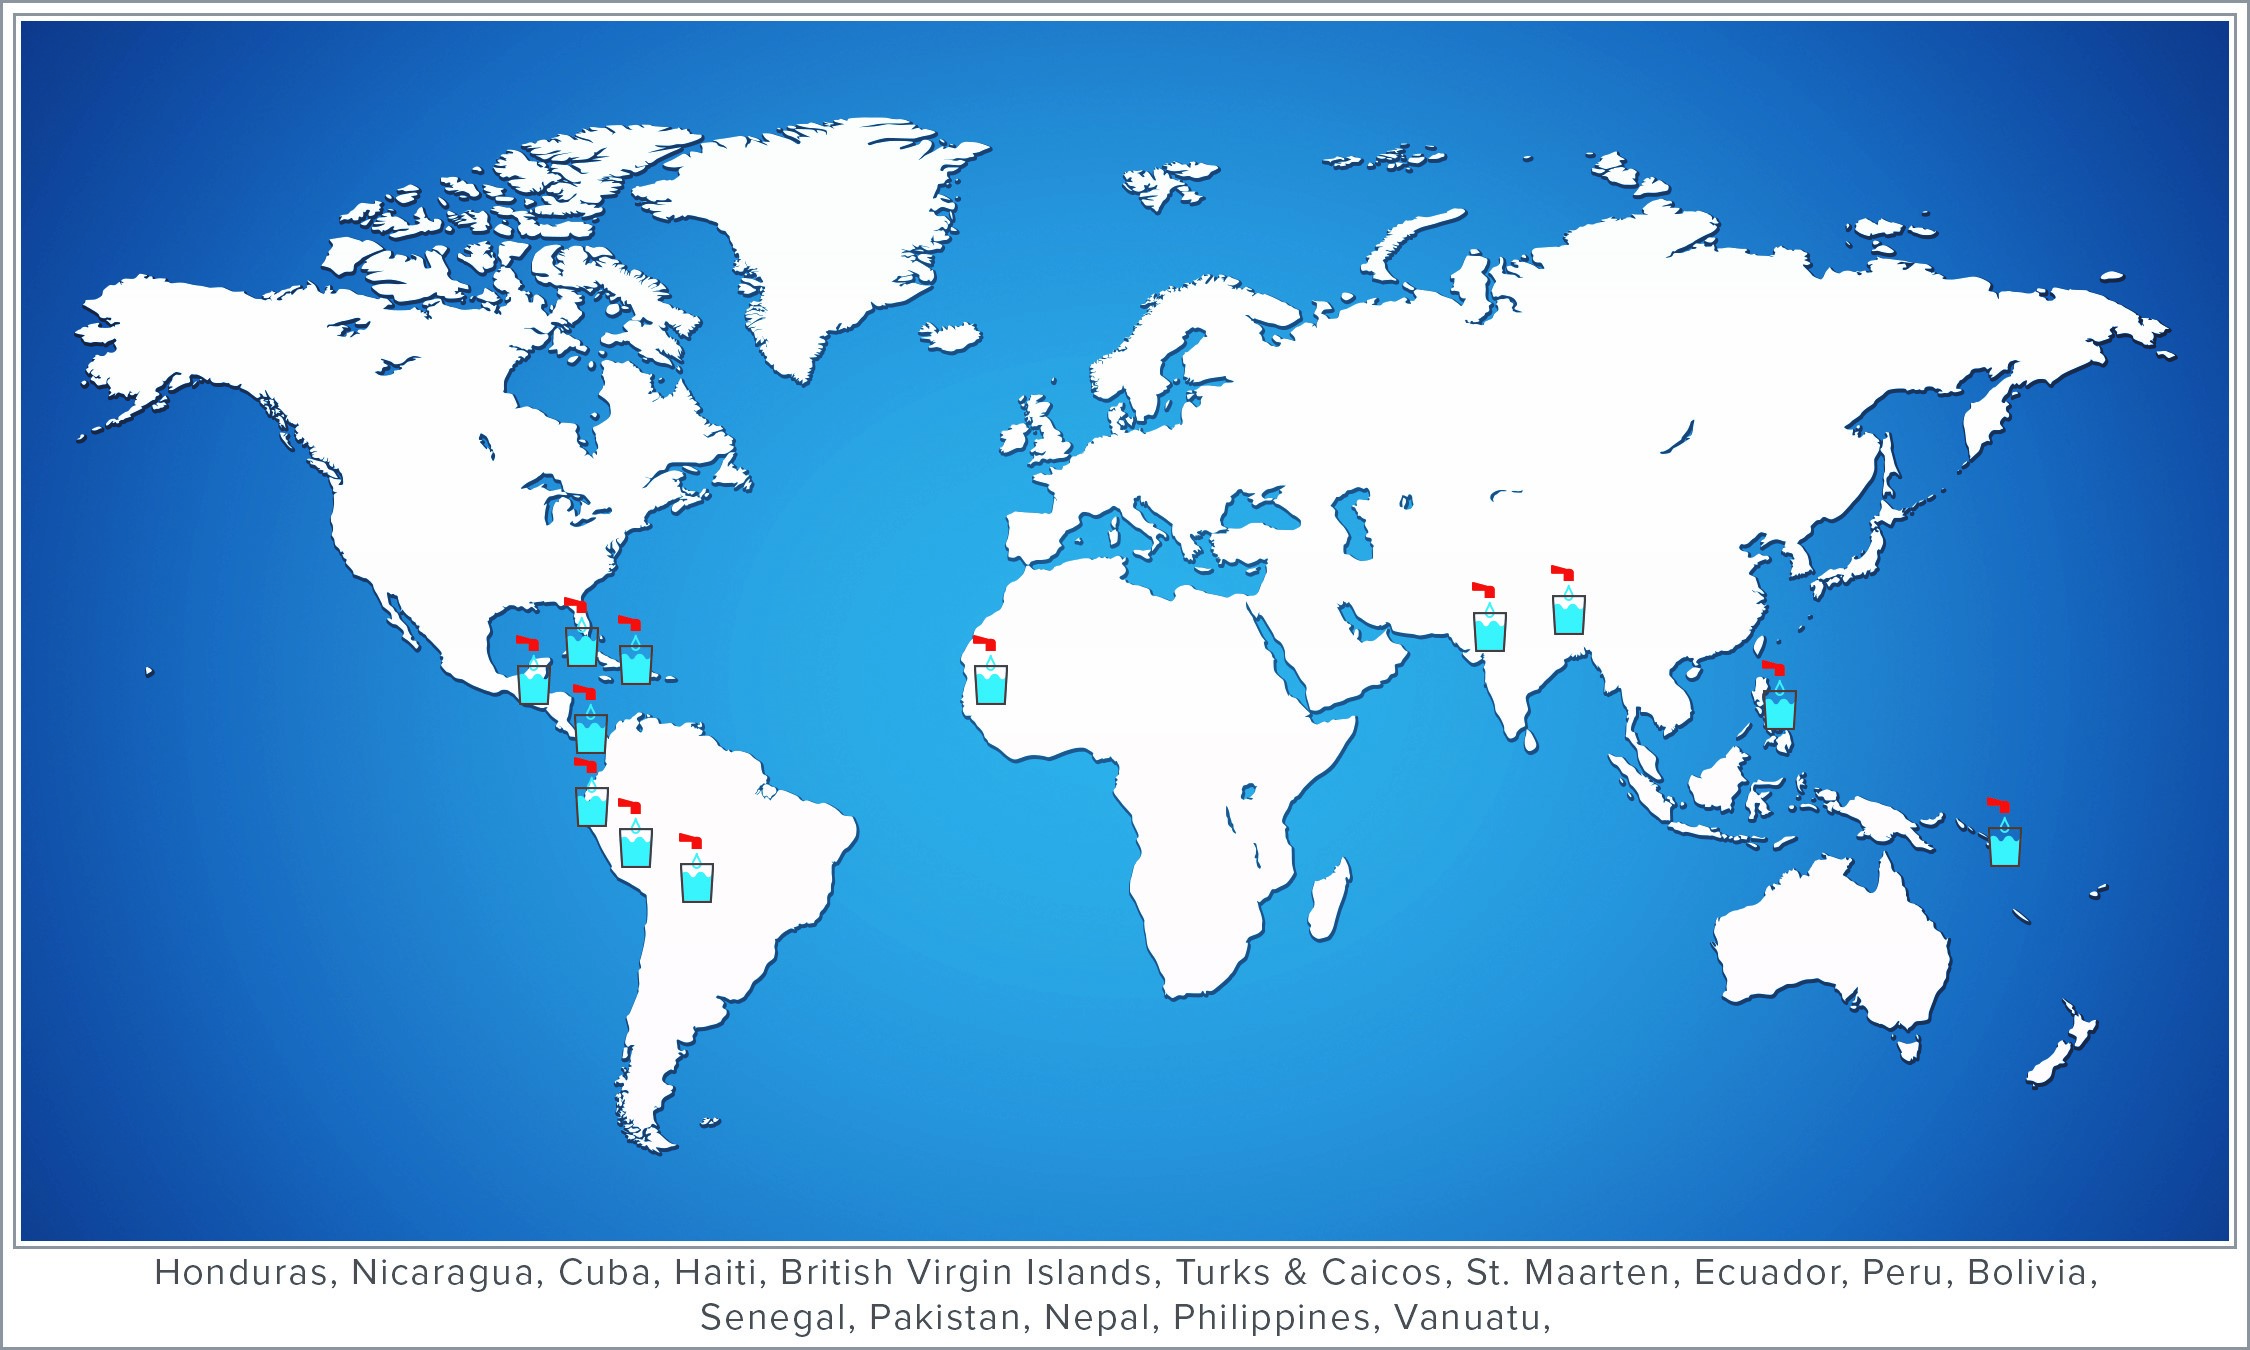 Honduras, Nicaragua, Cuba, Haiti, British Virgin Islands, Turks & Caicos, St. Maarten, Ecuador, Peru, Bolivia,
Senegal, Pakistan, Nepal, Philippines, Vanuatu,